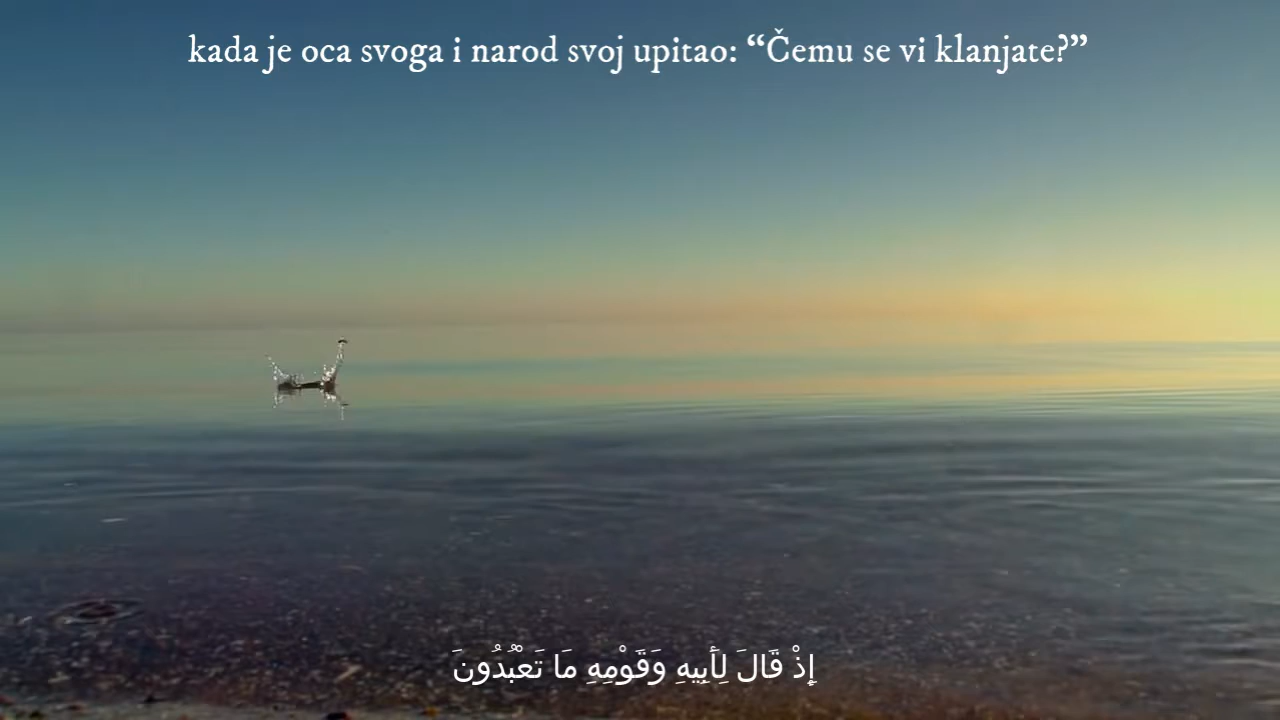 kada je oca svoga i narod svoj upitao: “Čemu se vi klanjate?”
إِذْ قَالَ لِأَبِيهِ وَقَوْمِهِ مَا تَعْبُدُونَ